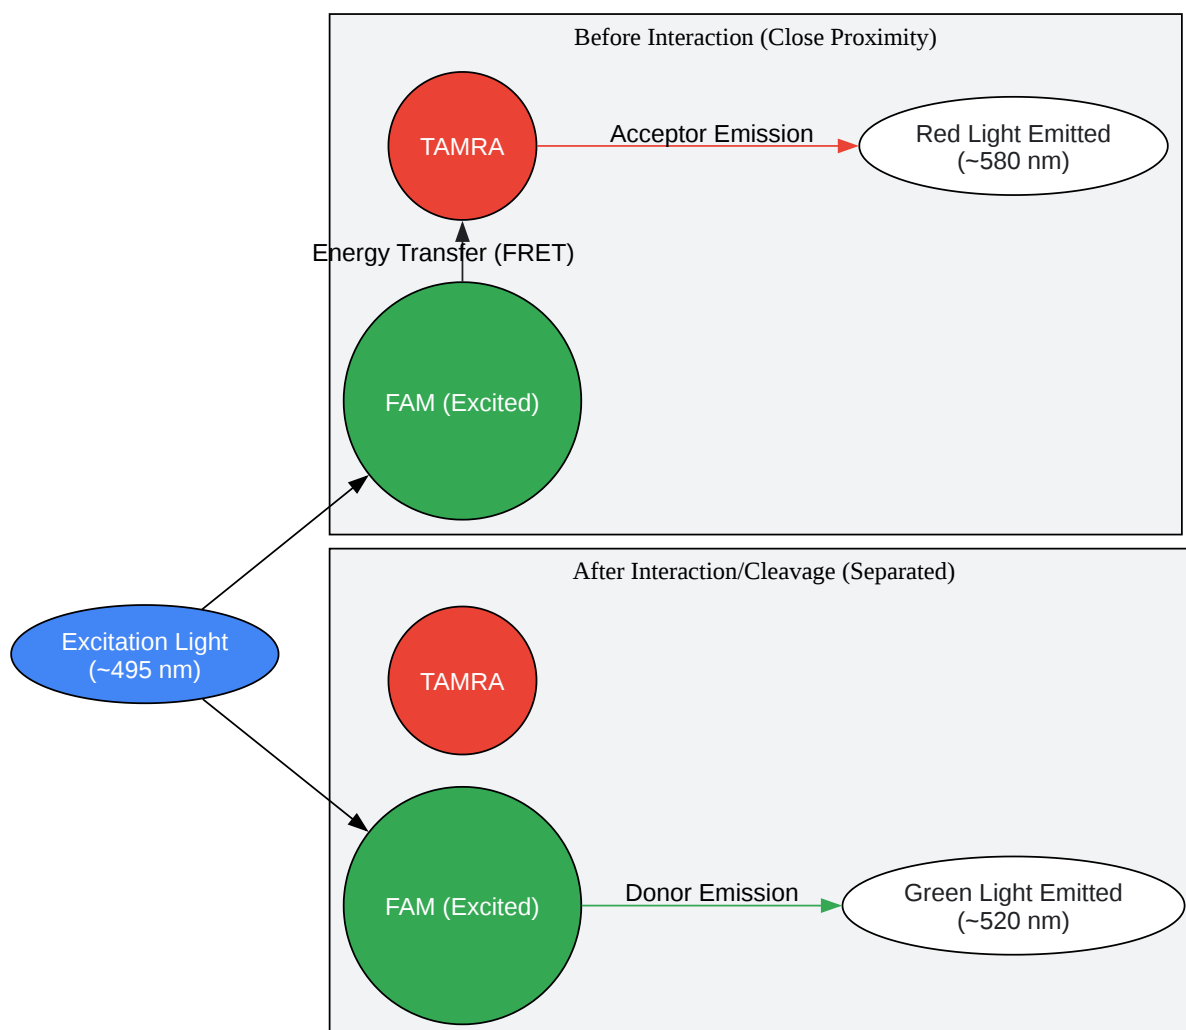 Before Interaction (Close Proximity)
TAMRA
Acceptor Emission
Red Light Emitted
(~580 nm)
Energy Transfer (FRET)
FAM (Excited)
Excitation Light
(~495 nm)
After Interaction/Cleavage (Separated)
TAMRA
FAM (Excited)
Donor Emission
Green Light Emitted
(~520 nm)